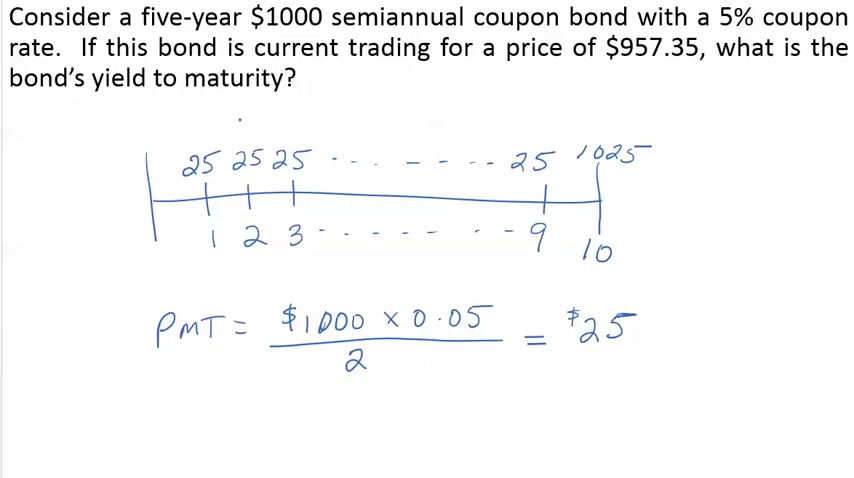 Consider a five-year $1000 semiannual coupon bond with a 5% coupon
rate. If this bond is current trading for a price of $957.35, what is the
bond's yield to maturity?
25 25 25 · - · · - - - - - 25 1025
1 2 3 - - - - - - - - 9 10
PMT = $1000 × 0.05 / 2 = $25